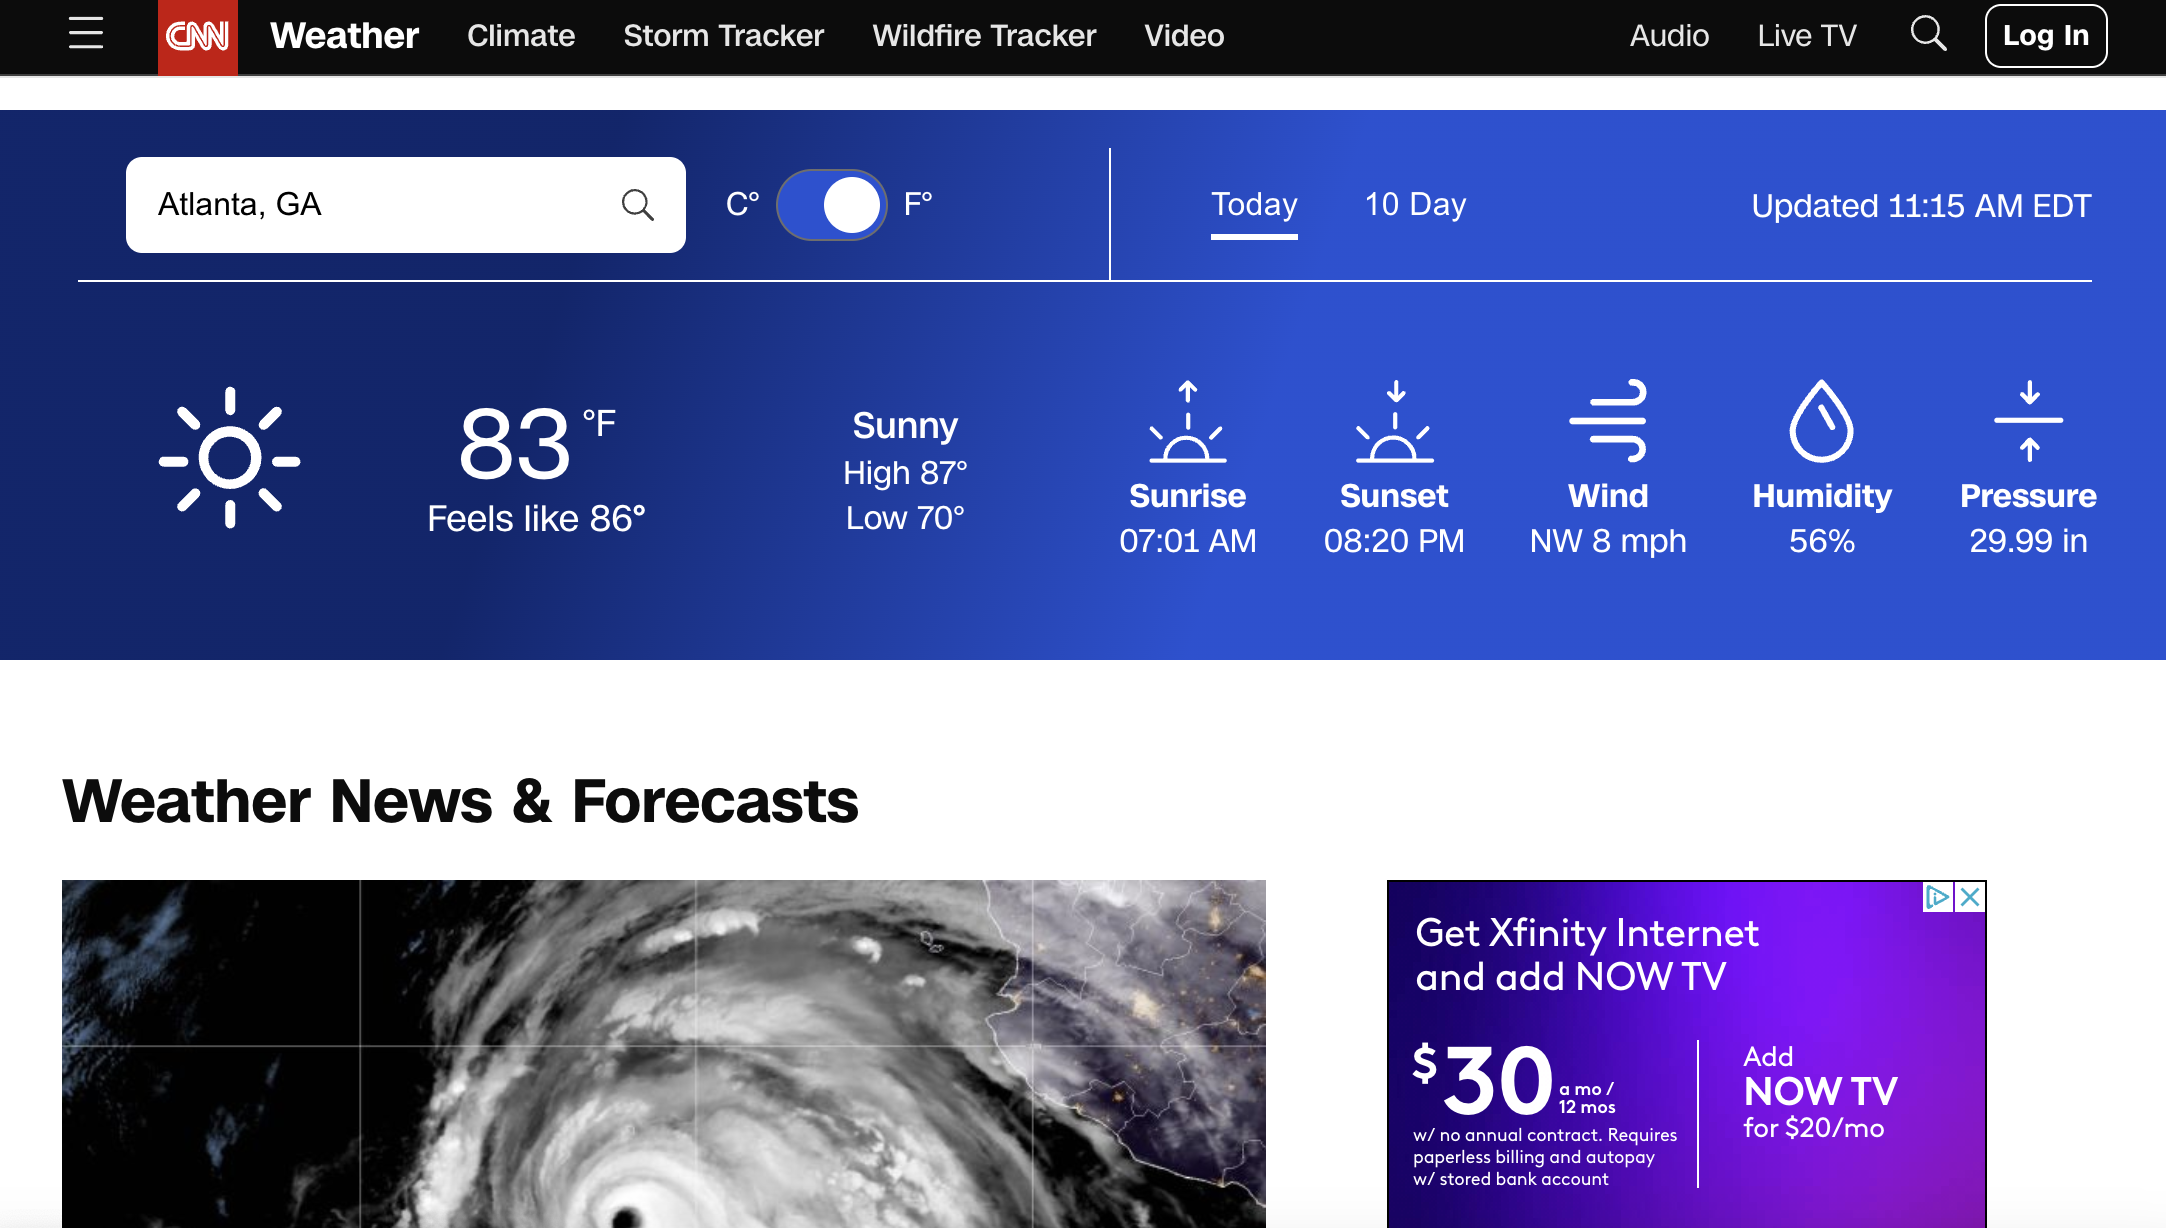 CNN Weather Climate Storm Tracker Wildfire Tracker Video Audio Live TV Log In
Atlanta, GA C° F° Today 10 Day Updated 11:15 AM EDT
83 °F
Feels like 86°
Sunny
High 87°
Low 70°
Sunrise
07:01 AM
Sunset
08:20 PM
Wind
NW 8 mph
Humidity
56%
Pressure
29.99 in
Weather News & Forecasts
Get Xfinity Internet
and add NOW TV
$30 a mo /
12 mos
w/ no annual contract. Requires
paperless billing and autopay
w/ stored bank account
Add
NOW TV
for $20/mo